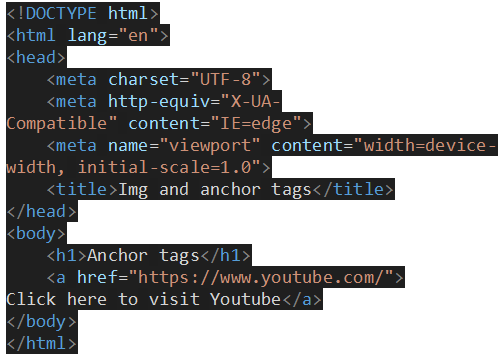 <!DOCTYPE html>
<html lang="en">
<head>
    <meta charset="UTF-8">
    <meta http-equiv="X-UA-
Compatible" content="IE=edge">
    <meta name="viewport" content="width=device-
width, initial-scale=1.0">
    <title>Img and anchor tags</title>
</head>
<body>
    <h1>Anchor tags</h1>
    <a href="https://www.youtube.com/">
Click here to visit Youtube</a>
</body>
</html>